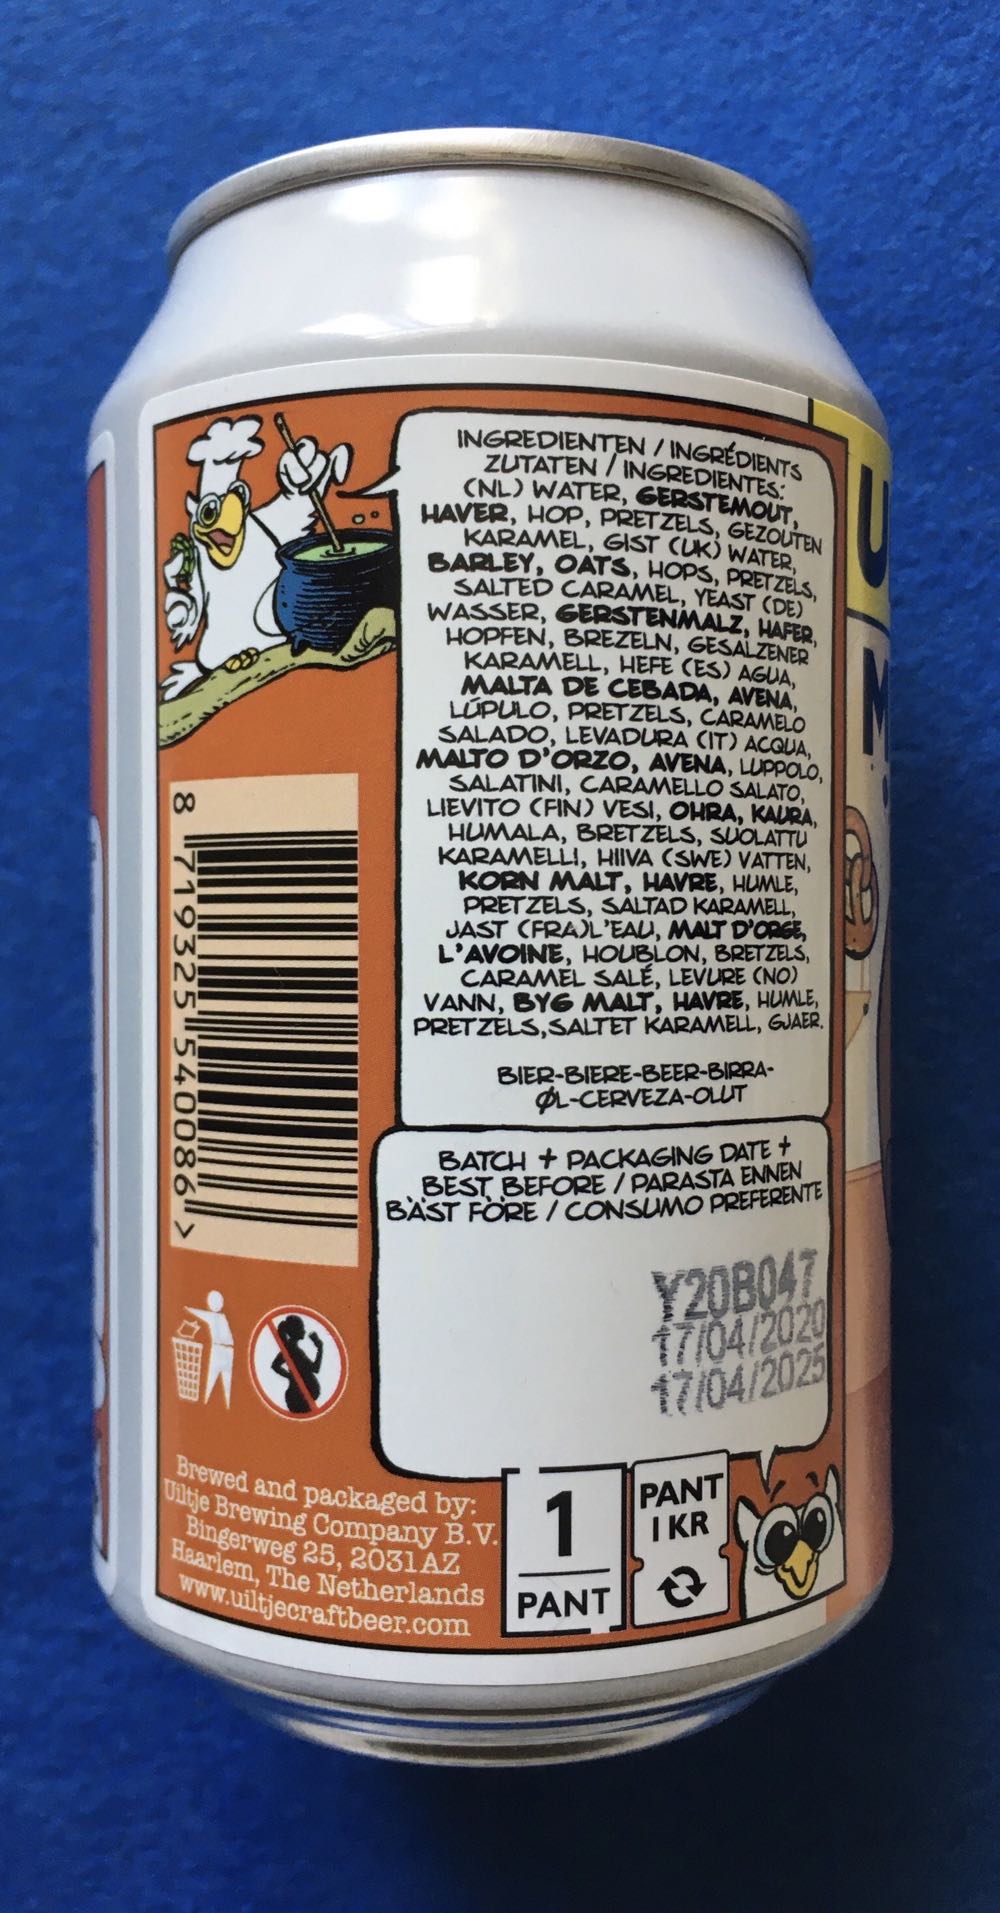 INGREDIENTEN / INGRÉDIENTS
ZUTATEN / INGREDIENTES:
(NL) WATER, GERSTEMOUT,
HAVER, HOP, PRETZELS, GEZOUTEN
KARAMEL, GIST (UK) WATER,
BARLEY, OATS, HOPS, PRETZELS,
SALTED CARAMEL, YEAST (DE)
WASSER, GERSTENMALZ, HAFER,
HOPFEN, BREZELN, GESALZENER
KARAMELL, HEFE (ES) AGUA,
MALTA DE CEBADA, AVENA,
LÚPULO, PRETZELS, CARAMELO
SALADO, LEVADURA (IT) ACQUA,
MALTO D'ORZO, AVENA, LUPPOLO,
SALATINI, CARAMELLO SALATO,
LIEVITO (FIN) VESI, OHRA, KAURA,
HUMALA, BRETZELS, SUOLATTU
KARAMELLI, HIIVA (SWE) VATTEN,
KORN MALT, HAVRE, HUMLE,
PRETZELS, SALTAD KARAMELL,
JAST (FRA)L'EAU, MALT D'ORGE,
L'AVOINE, HOUBLON, BRETZELS,
CARAMEL SALÉ, LEVURE (NO)
VANN, BYG MALT, HAVRE, HUMLE,
PRETZELS,SALTET KARAMELL, GJAER.
BIER-BIERE-BEER-BIRRA-
ØL-CERVEZA-OLUT
BATCH + PACKAGING DATE +
BEST BEFORE / PARASTA ENNEN
BÄST FÖRE / CONSUMO PREFERENTE
Y20B047
17/04/2020
17/04/2025
8 719325 540086 >
Brewed and packaged by:
Uiltje Brewing Company B.V.
Bingerweg 25, 2031AZ
Haarlem, The Netherlands
www.uiltjecraftbeer.com
1
PANT
PANT
1 KR
U
M